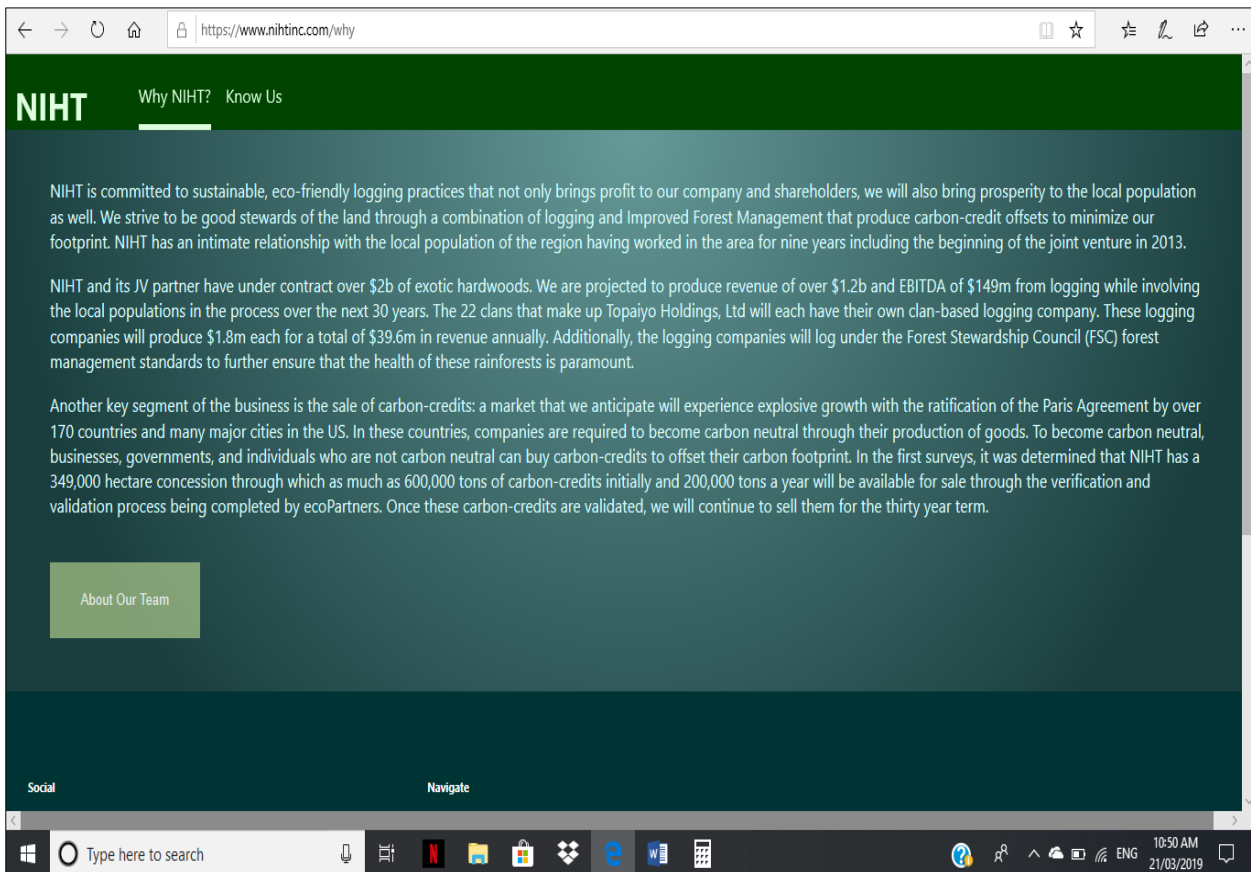 https://www.nihtinc.com/why
NIHT
Why NIHT? Know Us
NIHT is committed to sustainable, eco-friendly logging practices that not only brings profit to our company and shareholders, we will also bring prosperity to the local population
as well. We strive to be good stewards of the land through a combination of logging and Improved Forest Management that produce carbon-credit offsets to minimize our
footprint. NIHT has an intimate relationship with the local population of the region having worked in the area for nine years including the beginning of the joint venture in 2013.
NIHT and its JV partner have under contract over $2b of exotic hardwoods. We are projected to produce revenue of over $1.2b and EBITDA of $149m from logging while involving
the local populations in the process over the next 30 years. The 22 clans that make up Topaiyo Holdings, Ltd will each have their own clan-based logging company. These logging
companies will produce $1.8m each for a total of $39.6m in revenue annually. Additionally, the logging companies will log under the Forest Stewardship Council (FSC) forest
management standards to further ensure that the health of these rainforests is paramount.
Another key segment of the business is the sale of carbon-credits: a market that we anticipate will experience explosive growth with the ratification of the Paris Agreement by over
170 countries and many major cities in the US. In these countries, companies are required to become carbon neutral through their production of goods. To become carbon neutral,
businesses, governments, and individuals who are not carbon neutral can buy carbon-credits to offset their carbon footprint. In the first surveys, it was determined that NIHT has a
349,000 hectare concession through which as much as 600,000 tons of carbon-credits initially and 200,000 tons a year will be available for sale through the verification and
validation process being completed by ecoPartners. Once these carbon-credits are validated, we will continue to sell them for the thirty year term.
About Our Team
Social
Navigate
Type here to search
ENG
10:50 AM
21/03/2019